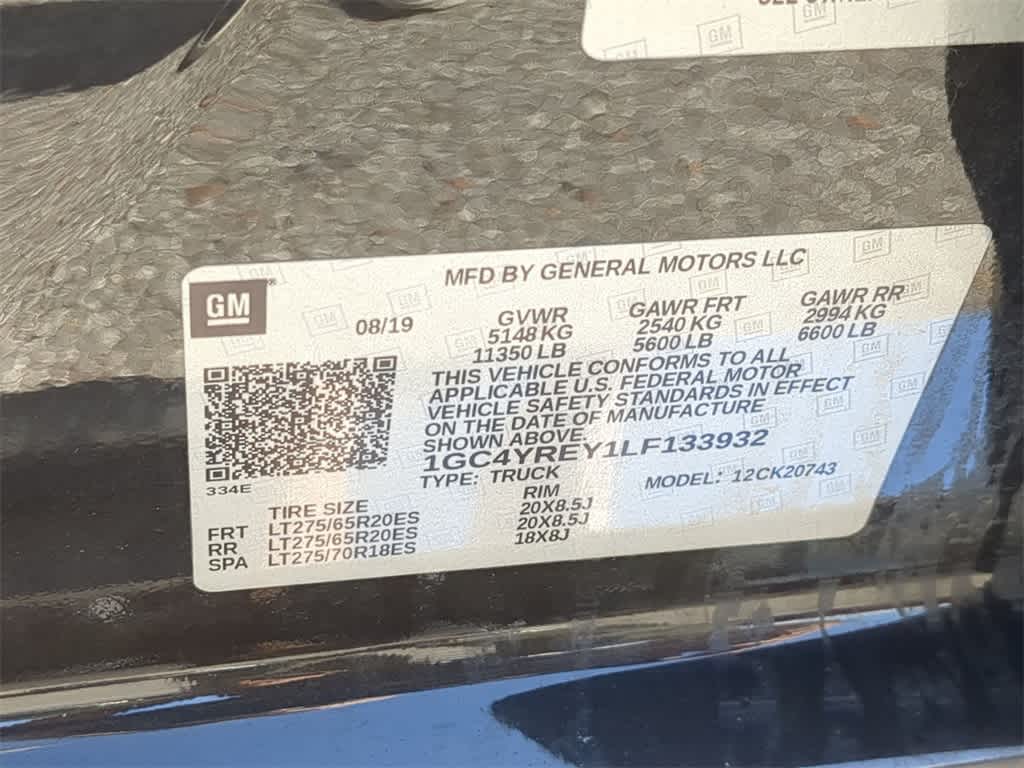 GM
MFD BY GENERAL MOTORS LLC
08/19
GVWR GAWR FRT GAWR RR
5148 KG 2540 KG 2994 KG
11350 LB 5600 LB 6600 LB
THIS VEHICLE CONFORMS TO ALL
APPLICABLE U.S. FEDERAL MOTOR
VEHICLE SAFETY STANDARDS IN EFFECT
ON THE DATE OF MANUFACTURE
SHOWN ABOVE.
1GC4YREY1LF133932
TYPE: TRUCK MODEL: 12CK20743
334E
TIRE SIZE RIM
FRT LT275/65R20ES 20X8.5J
RR LT275/65R20ES 20X8.5J
SPA LT275/70R18ES 18X8J